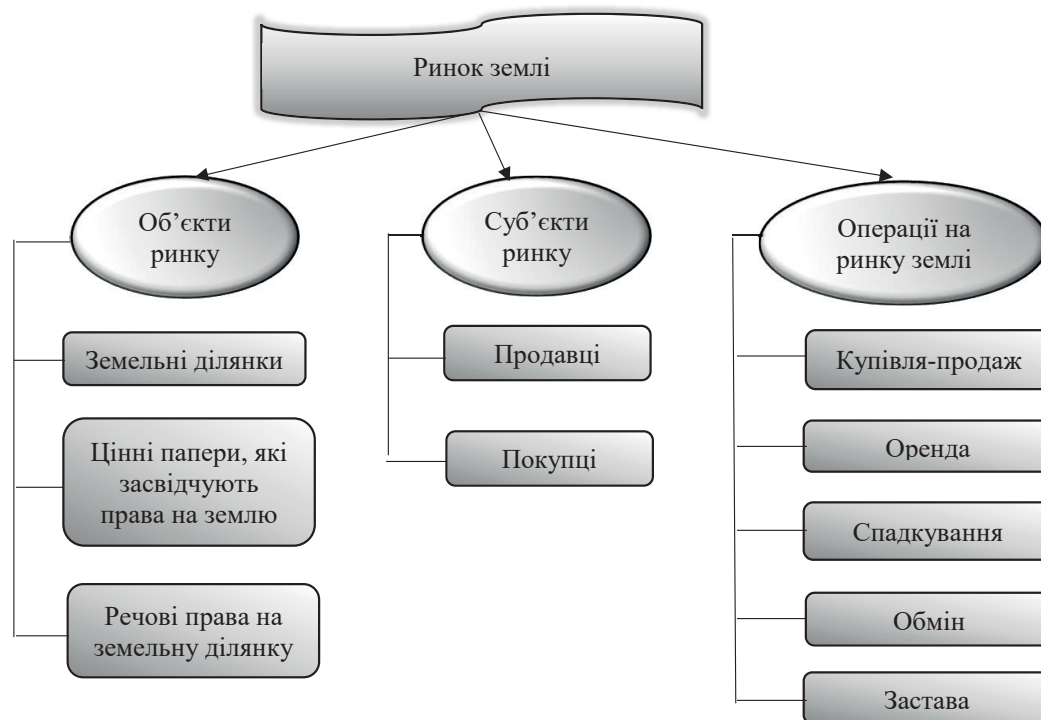 Ринок землі
Об’єкти
ринку
Земельні ділянки
Цінні папери, які
засвідчують
права на землю
Речові права на
земельну ділянку
Суб’єкти
ринку
Продавці
Покупці
Операції на
ринку землі
Купівля-продаж
Оренда
Спадкування
Обмін
Застава